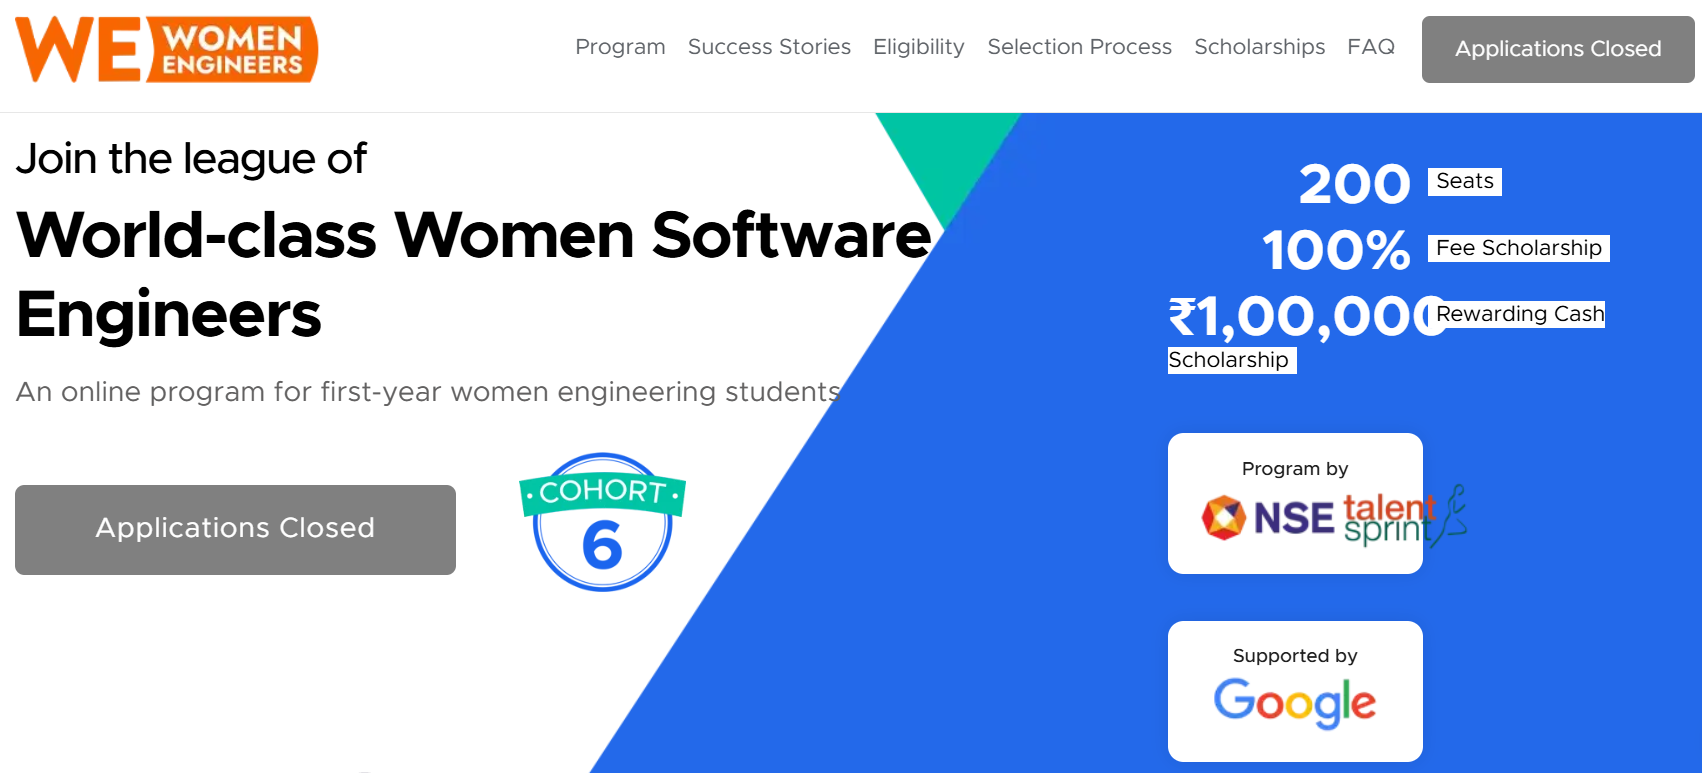 WE WOMEN ENGINEERS
Program Success Stories Eligibility Selection Process Scholarships FAQ Applications Closed
Join the league of
World-class Women Software
Engineers
An online program for first-year women engineering students
Applications Closed
COHORT
6
200 Seats
100% Fee Scholarship
₹1,00,000 Rewarding Cash
Scholarship
Program by
NSE talent
sprint
Supported by
Google